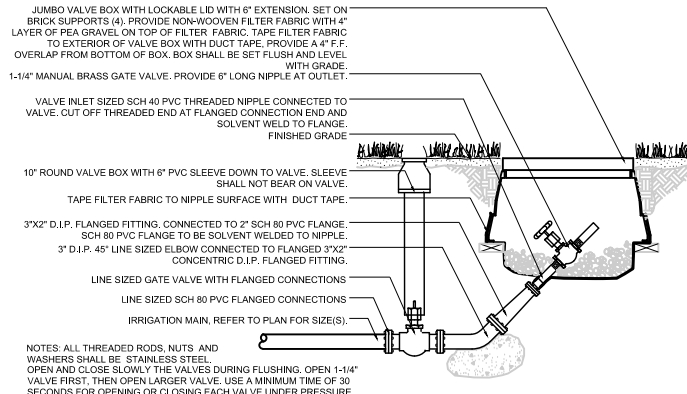 JUMBO VALVE BOX WITH LOCKABLE LID WITH 6" EXTENSION. SET ON
BRICK SUPPORTS (4). PROVIDE NON-WOOVEN FILTER FABRIC WITH 4"
LAYER OF PEA GRAVEL ON TOP OF FILTER FABRIC. TAPE FILTER FABRIC
TO EXTERIOR OF VALVE BOX WITH DUCT TAPE, PROVIDE A 4" F.F.
OVERLAP FROM BOTTOM OF BOX. BOX SHALL BE SET FLUSH AND LEVEL
WITH GRADE.
1-1/4" MANUAL BRASS GATE VALVE. PROVIDE 6" LONG NIPPLE AT OUTLET.
VALVE INLET SIZED SCH 40 PVC THREADED NIPPLE CONNECTED TO
VALVE. CUT OFF THREADED END AT FLANGED CONNECTION END AND
SOLVENT WELD TO FLANGE.
FINISHED GRADE
10" ROUND VALVE BOX WITH 6" PVC SLEEVE DOWN TO VALVE. SLEEVE
SHALL NOT BEAR ON VALVE.
TAPE FILTER FABRIC TO NIPPLE SURFACE WITH DUCT TAPE.
3"X2" D.I.P. FLANGED FITTING. CONNECTED TO 2" SCH 80 PVC FLANGE.
SCH 80 PVC FLANGE TO BE SOLVENT WELDED TO NIPPLE.
3" D.I.P. 45° LINE SIZED ELBOW CONNECTED TO FLANGED 3"X2"
CONCENTRIC D.I.P. FLANGED FITTING.
LINE SIZED GATE VALVE WITH FLANGED CONNECTIONS
LINE SIZED SCH 80 PVC FLANGED CONNECTIONS
IRRIGATION MAIN, REFER TO PLAN FOR SIZE(S).
NOTES: ALL THREADED RODS, NUTS AND
WASHERS SHALL BE STAINLESS STEEL.
OPEN AND CLOSE SLOWLY THE VALVES DURING FLUSHING. OPEN 1-1/4"
VALVE FIRST, THEN OPEN LARGER VALVE. USE A MINIMUM TIME OF 30
SECONDS FOR OPENING OR CLOSING EACH VALVE UNDER PRESSURE